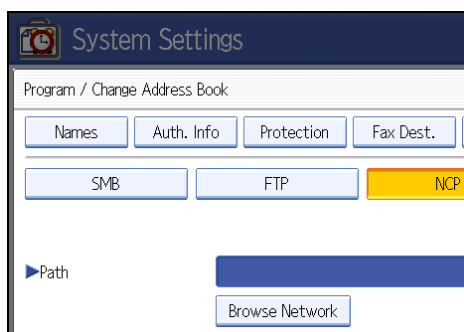 System Settings
Program / Change Address Book
Names Auth. Info Protection Fax Dest.
SMB FTP NCP
▶Path
Browse Network